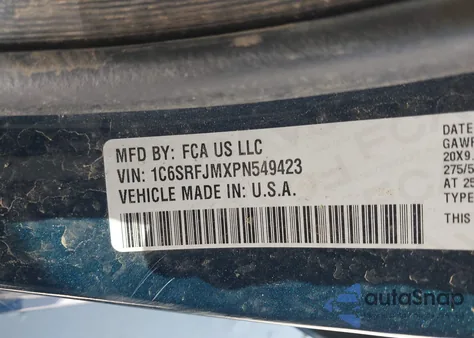 MFD BY: FCA US LLC
VIN: 1C6SRFJMXPN549423
VEHICLE MADE IN: U.S.A.
DATE
GAWR
20X9.
275/5
AT 25
TYPE
THIS
autoSnap